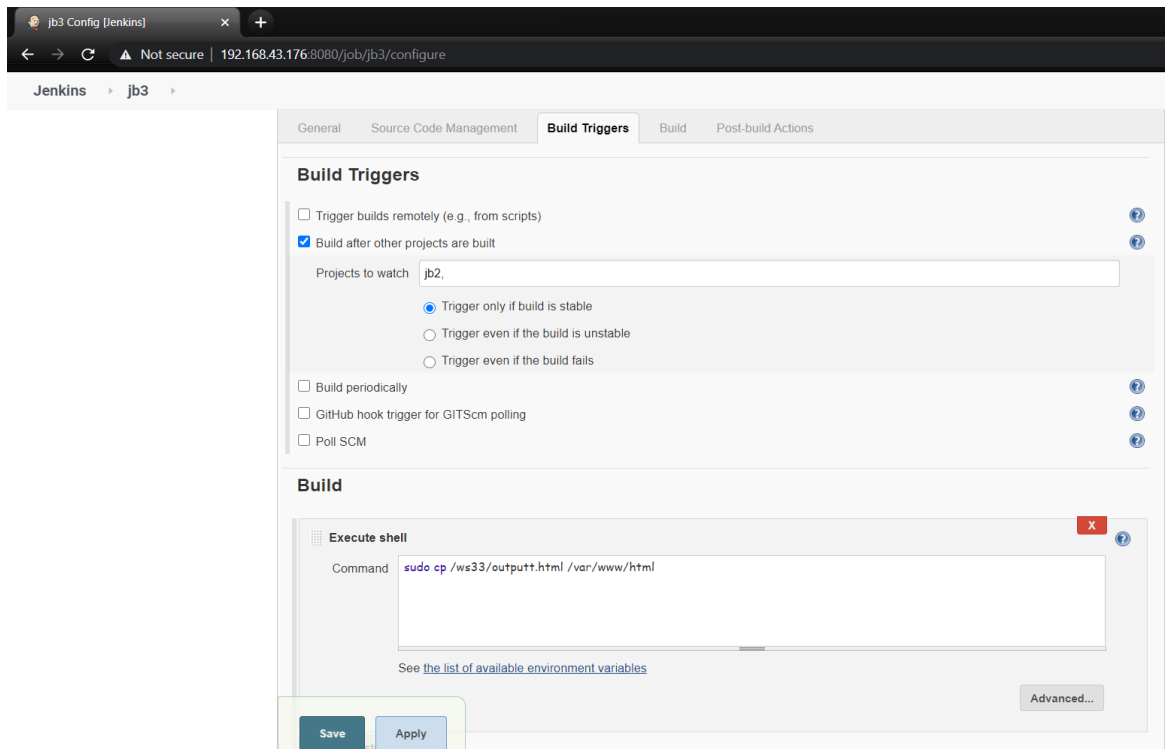 jb3 Config [Jenkins] × +
Not secure | 192.168.43.176:8080/job/jb3/configure
Jenkins jb3
General Source Code Management Build Triggers Build Post-build Actions
Build Triggers
Trigger builds remotely (e.g., from scripts)
Build after other projects are built
Projects to watch jb2,
Trigger only if build is stable
Trigger even if the build is unstable
Trigger even if the build fails
Build periodically
GitHub hook trigger for GITScm polling
Poll SCM
Build
X
Execute shell
Command sudo cp /ws33/outputt.html /var/www/html
See the list of available environment variables
Advanced...
Save Apply